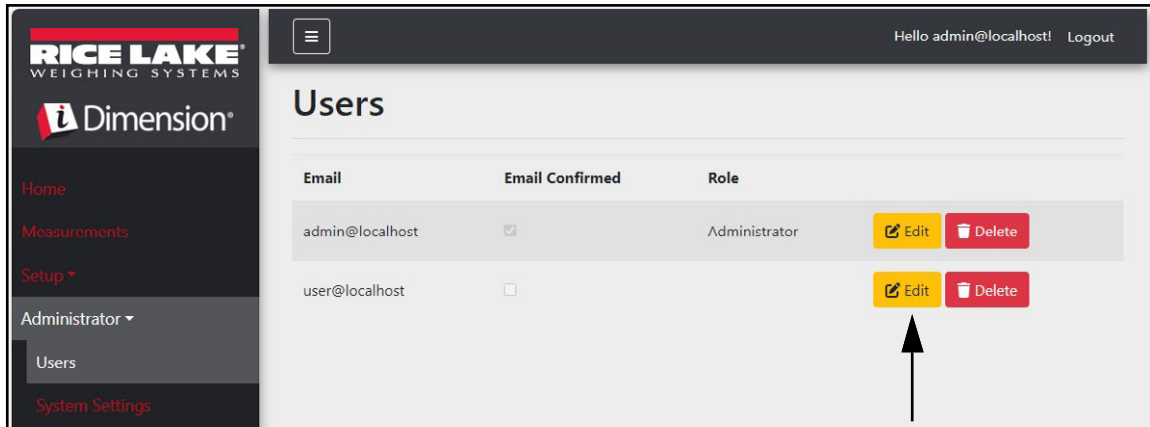 RICE LAKE®
WEIGHING SYSTEMS
i Dimension®
Hello admin@localhost! Logout
Home
Measurements
Setup
Administrator
Users
System Settings
Users
Email Email Confirmed Role
admin@localhost Administrator Edit Delete
user@localhost Edit Delete